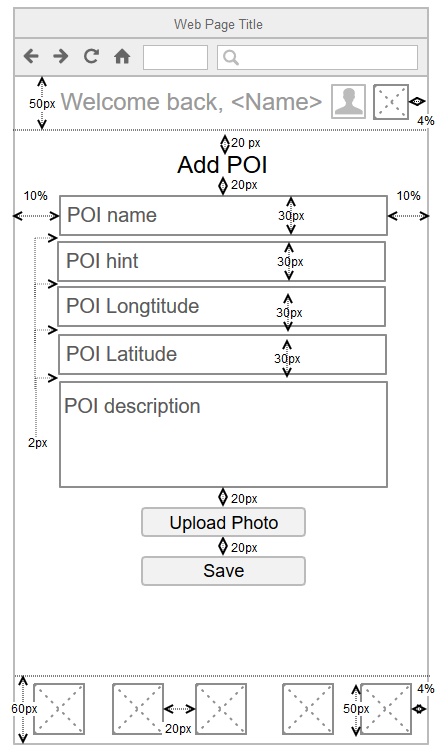 Web Page Title
50px
Welcome back, <Name>
4%
20 px
Add POI
20px
10%
10%
POI name
30px
POI hint
30px
POI Longtitude
30px
POI Latitude
30px
POI description
2px
20px
Upload Photo
20px
Save
4%
60px
20px
50px